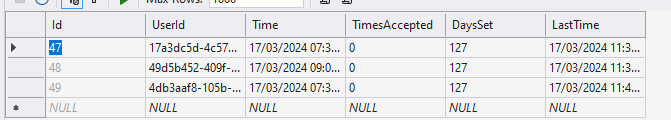 Max Rows: 1000
Id UserId Time TimesAccepted DaysSet LastTime
47 17a3dc5d-4c57... 17/03/2024 07:3... 0 127 17/03/2024 11:3...
48 49d5b452-409f-... 17/03/2024 09:0... 0 127 17/03/2024 11:3...
49 4db3aaf8-105b-... 17/03/2024 07:3... 0 127 17/03/2024 11:4...
NULL NULL NULL NULL NULL NULL